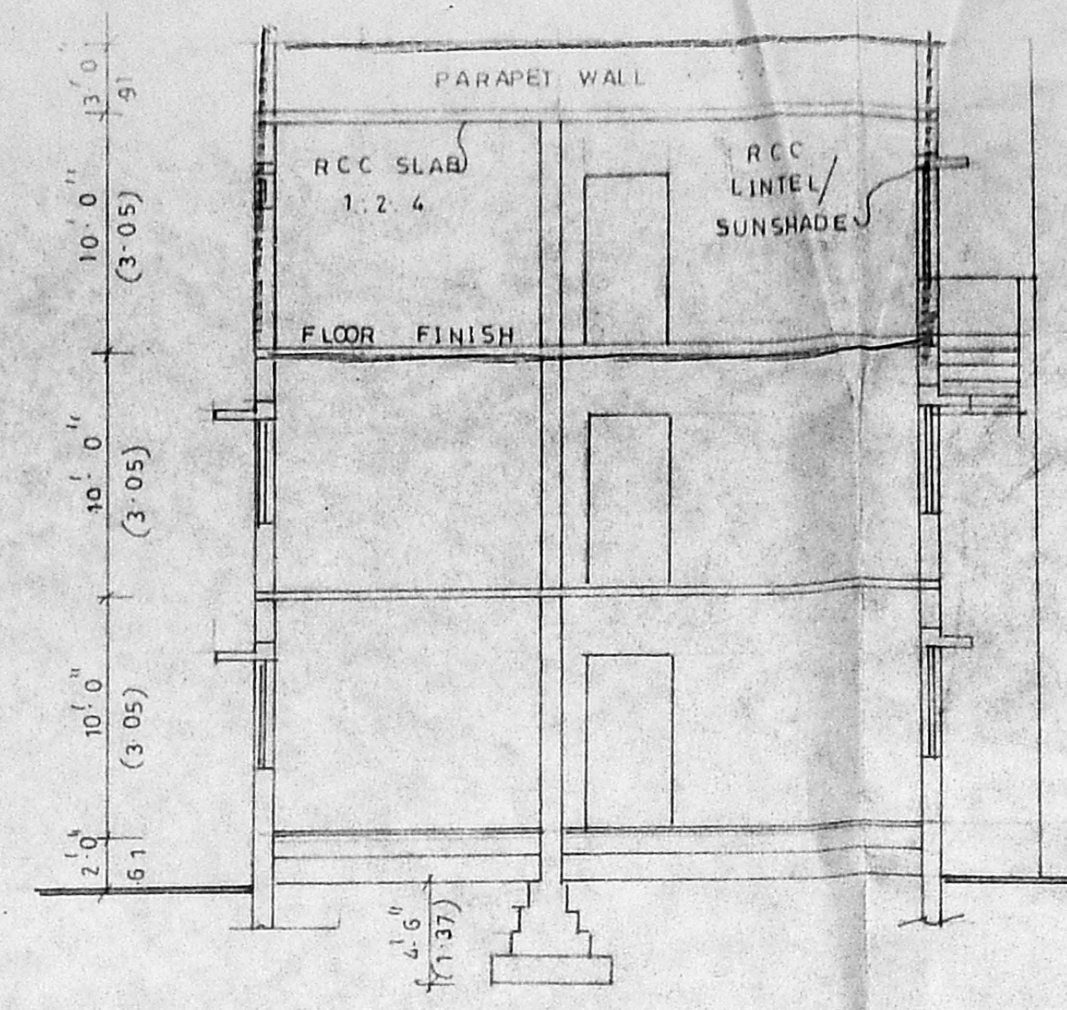 PARAPET WALL
RCC SLAB
1:2:4
RCC
LINTEL/
SUNSHADE
FLOOR FINISH
3'0
.91
10'.0"
(3.05)
10' 0"
(3.05)
10'.0"
(3.05)
2'.0"
.61
4'.6"
(1.37)